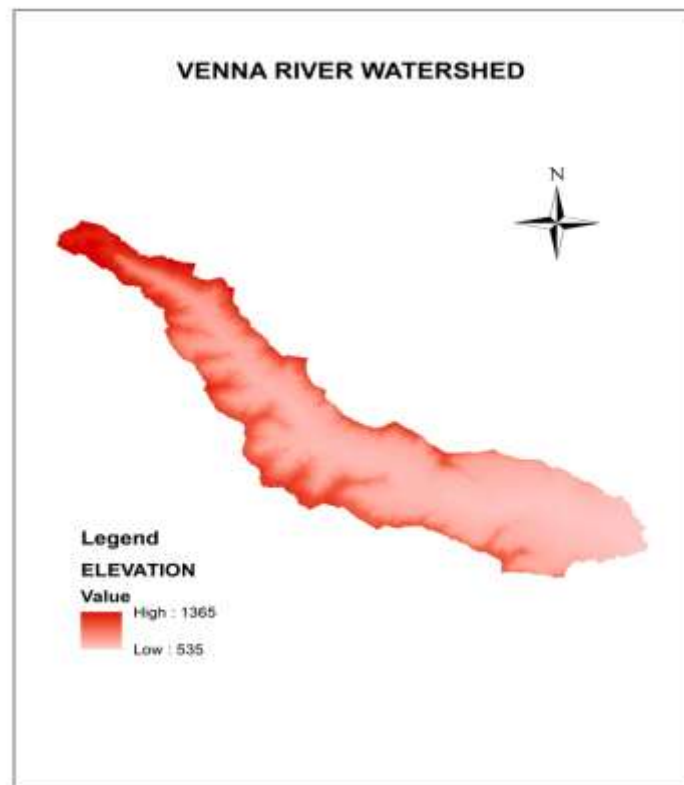 VENNA RIVER WATERSHED
N
Legend
ELEVATION
Value
High : 1365
Low : 535